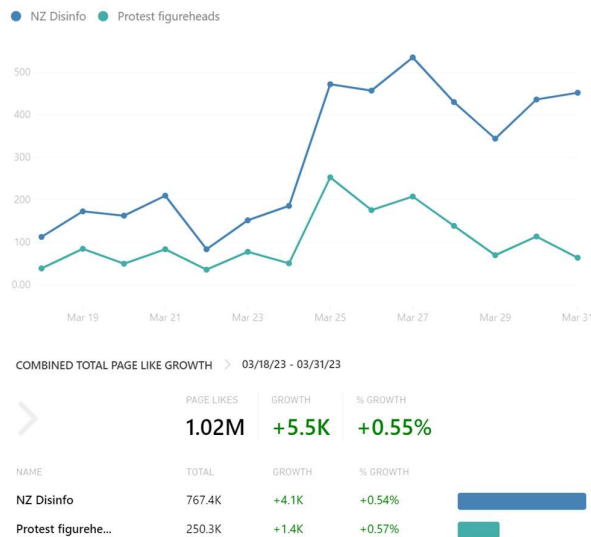 NZ Disinfo Protest figureheads
500
400
300
200
100
0.00
Mar 19 Mar 21 Mar 23 Mar 25 Mar 27 Mar 29 Mar 31
COMBINED TOTAL PAGE LIKE GROWTH 03/18/23 - 03/31/23
PAGE LIKES GROWTH % GROWTH
1.02M +5.5K +0.55%
NAME TOTAL GROWTH % GROWTH
NZ Disinfo 767.4K +4.1K +0.54%
Protest figurehe... 250.3K +1.4K +0.57%